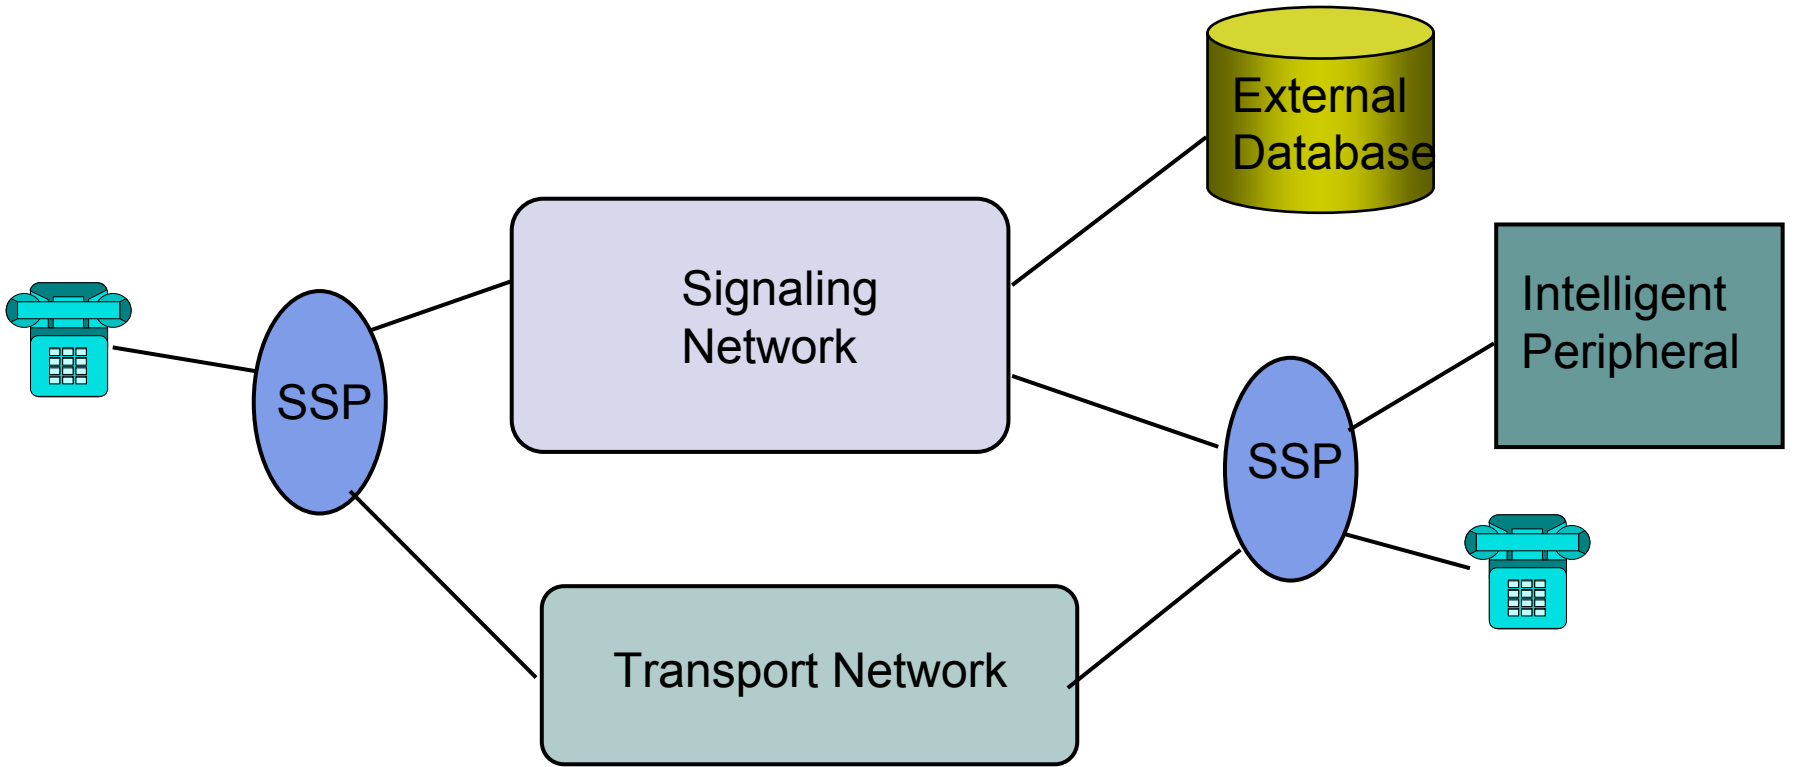 External
Database
Signaling
Network
Intelligent
Peripheral
SSP
SSP
Transport Network